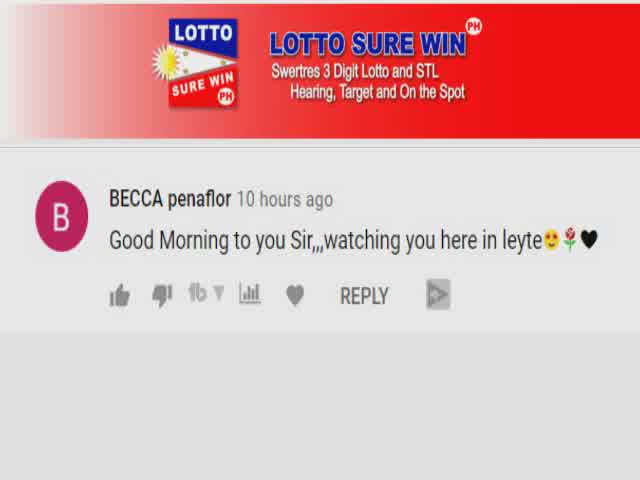 LOTTO
SURE WIN
PH
LOTTO SURE WIN PH
Swertres 3 Digit Lotto and STL
Hearing, Target and On the Spot
B
BECCA penaflor 10 hours ago
Good Morning to you Sir,,,watching you here in leyte😍🌹🖤
tb
REPLY